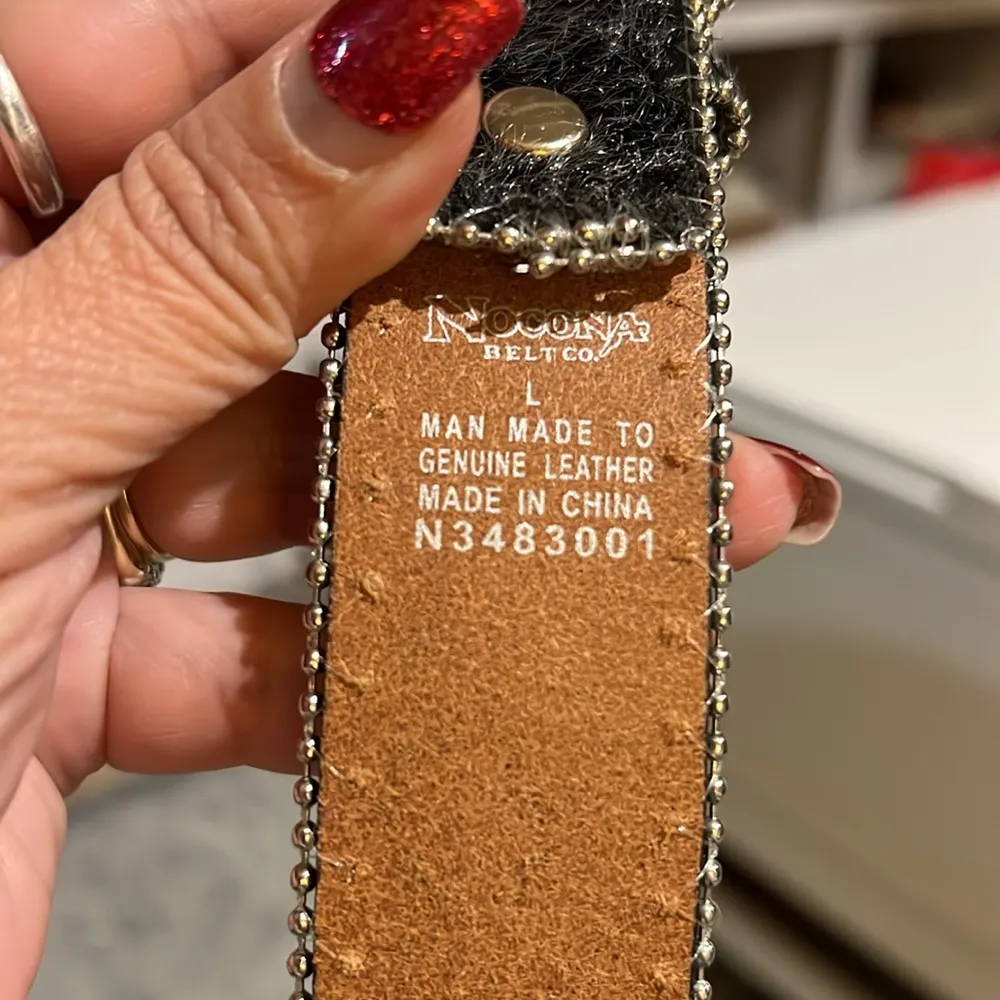 NOCONA
BELT CO.
L
MAN MADE TO
GENUINE LEATHER
MADE IN CHINA
N3483001